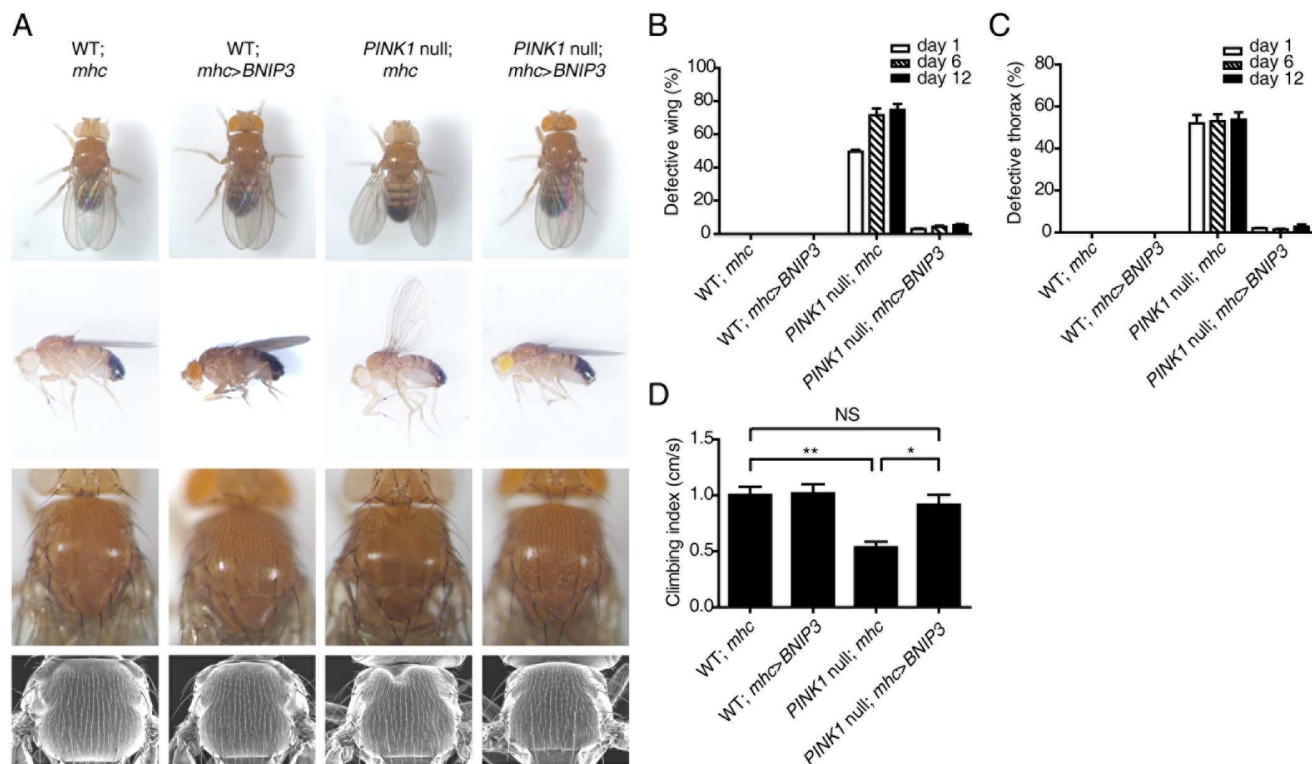 A
WT;
mhc
WT;
mhc>BNIP3
PINK1 null;
mhc
PINK1 null;
mhc>BNIP3
B
day 1
day 6
day 12
Defective wing (%)
100
80
60
40
20
0
WT; mhc
WT; mhc>BNIP3
PINK1 null; mhc
PINK1 null; mhc>BNIP3
C
day 1
day 6
day 12
Defective thorax (%)
80
60
40
20
0
WT; mhc
WT; mhc>BNIP3
PINK1 null; mhc
PINK1 null; mhc>BNIP3
D
NS
**
*
Climbing index (cm/s)
1.5
1.0
0.5
0.0
WT; mhc
WT; mhc>BNIP3
PINK1 null; mhc
PINK1 null; mhc>BNIP3